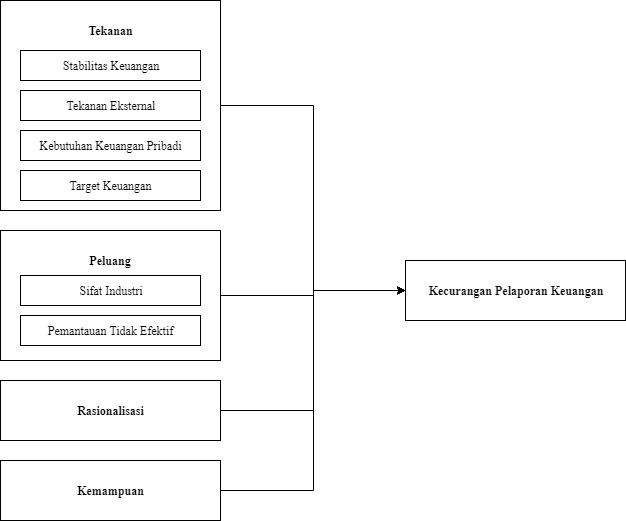 Tekanan
Stabilitas Keuangan
Tekanan Eksternal
Kebutuhan Keuangan Pribadi
Target Keuangan
Peluang
Sifat Industri
Pemantauan Tidak Efektif
Rasionalisasi
Kemampuan
Kecurangan Pelaporan Keuangan